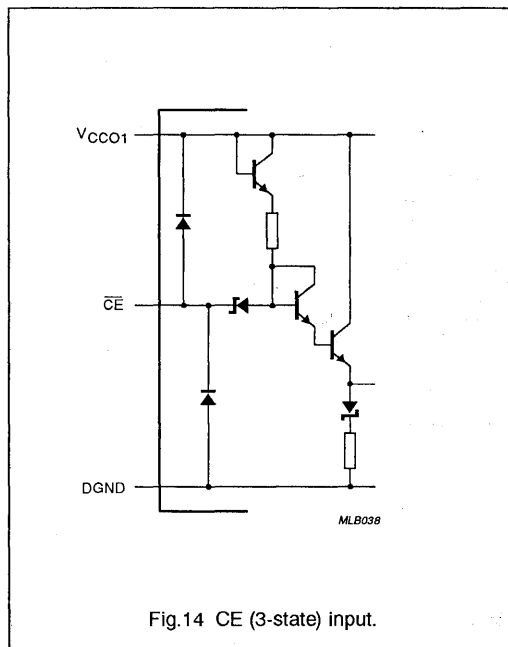 VCCO1
CE
DGND
MLB038
Fig.14 CE (3-state) input.